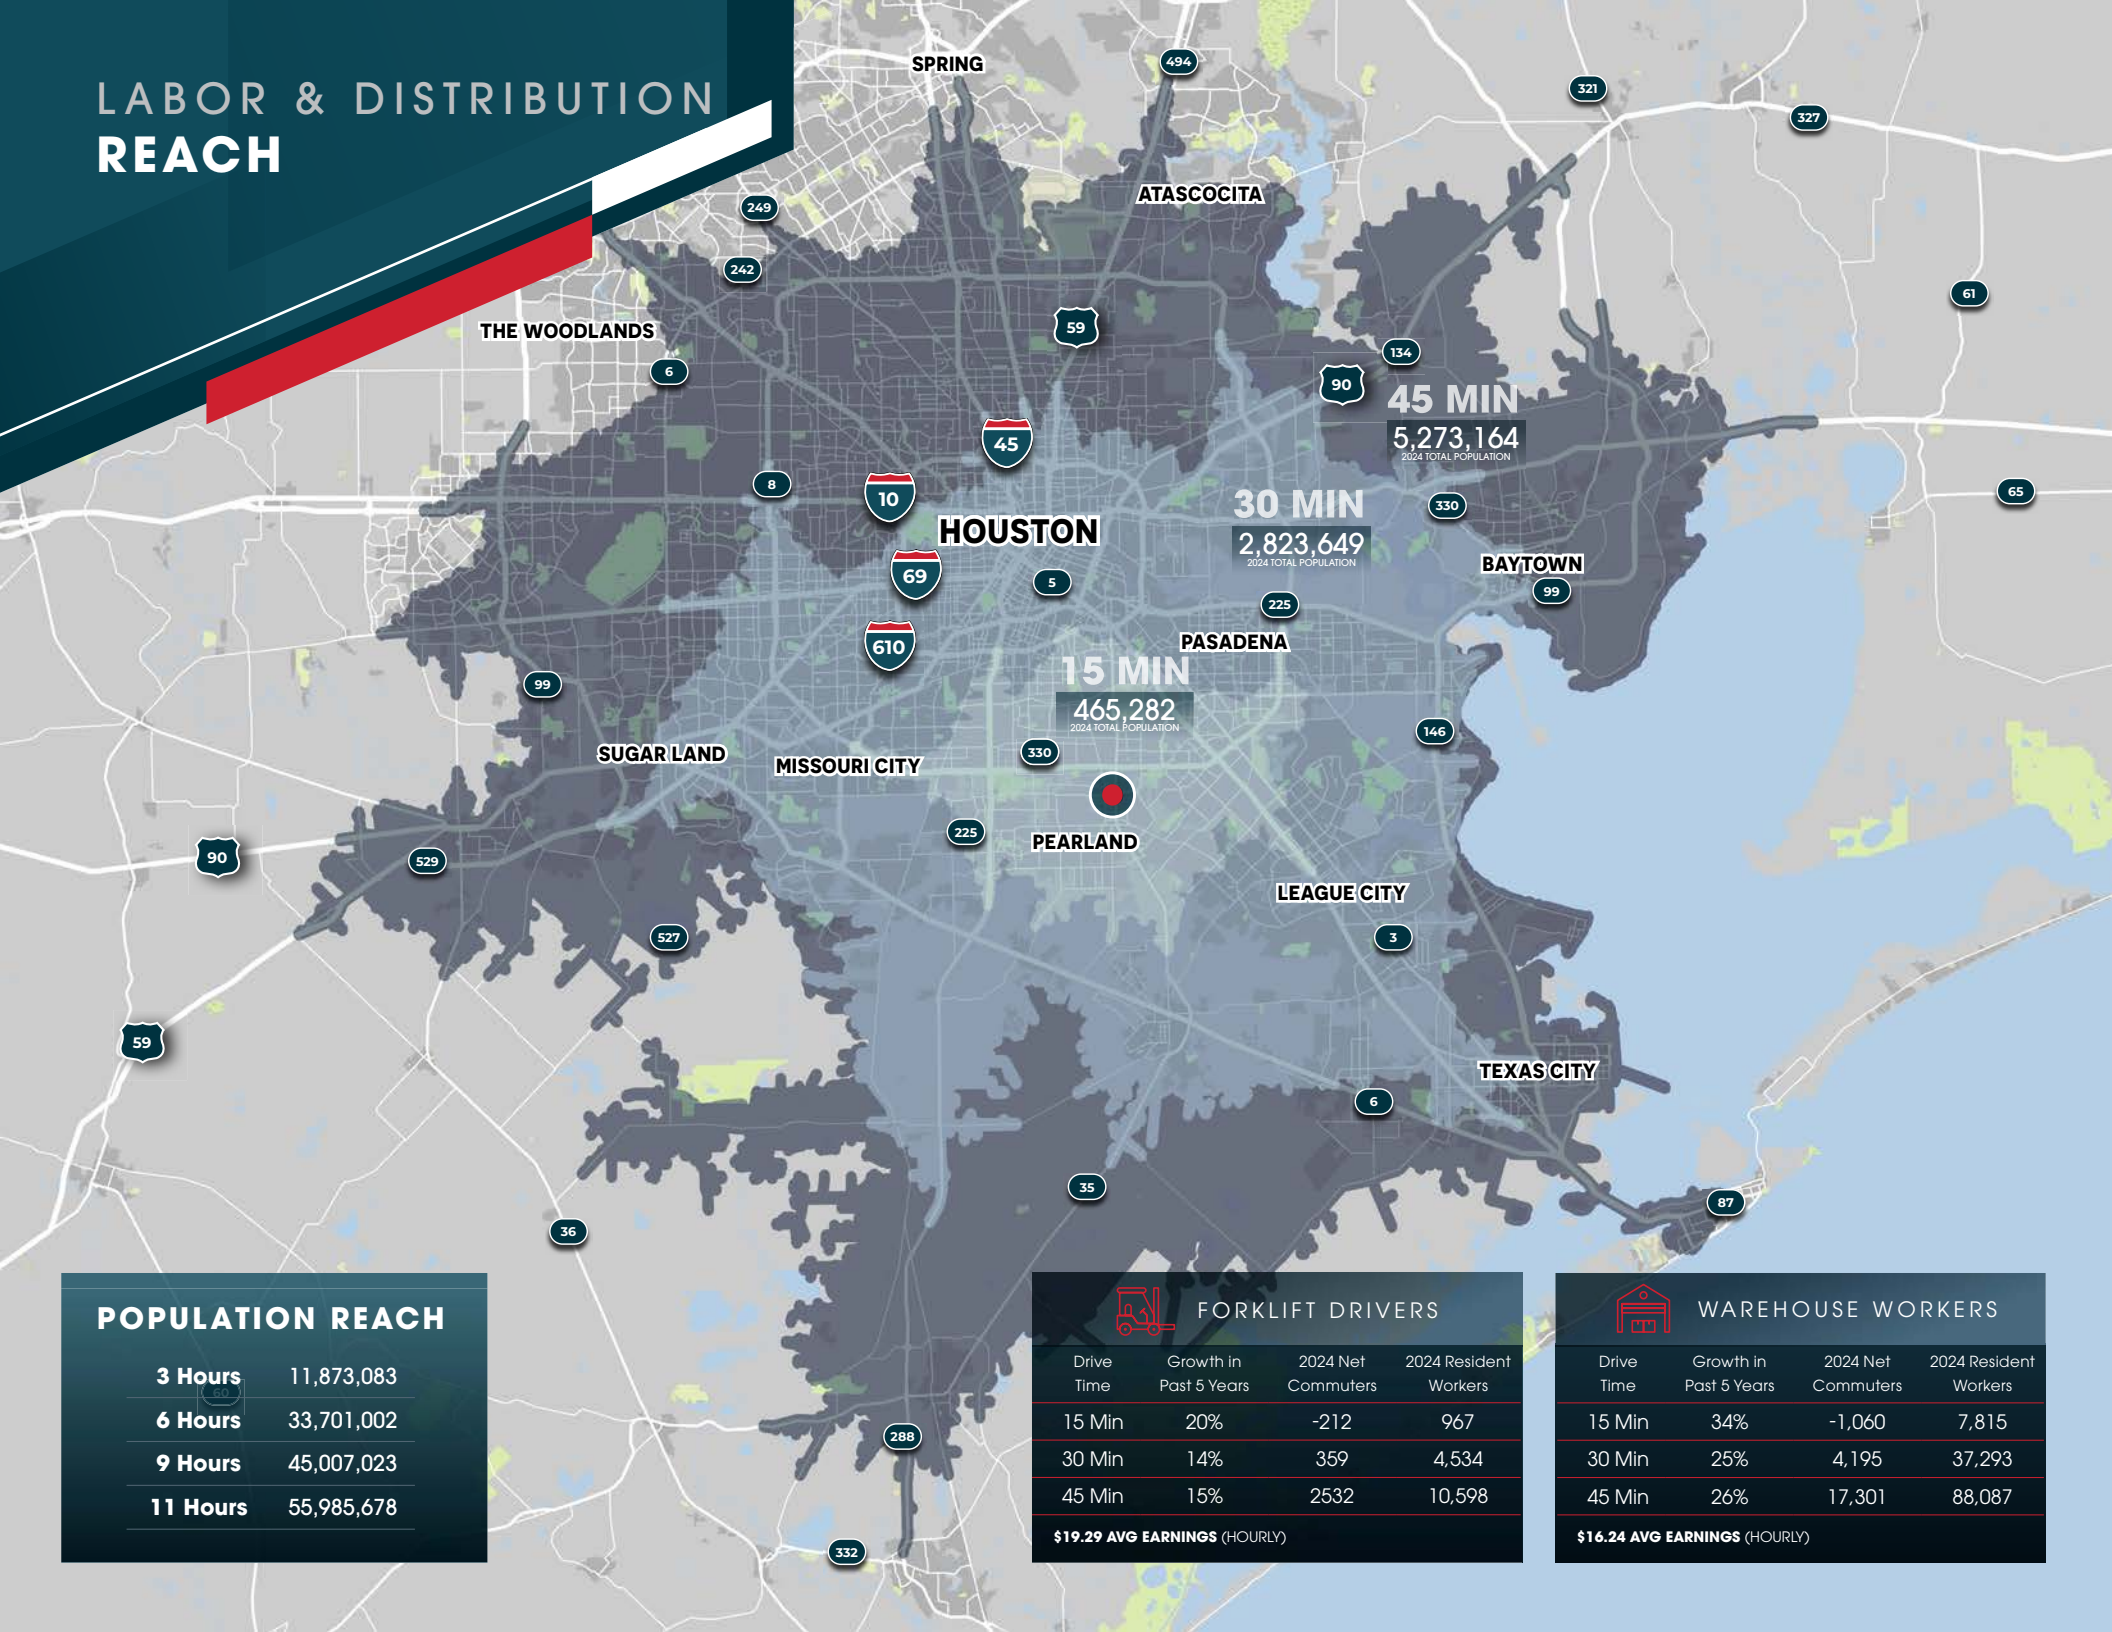 LABOR & DISTRIBUTION
REACH
SPRING
494
321
327
ATASCOCITA
249
242
61
THE WOODLANDS
59
6
134
90
45 MIN
5,273,164
2024 TOTAL POPULATION
45
8
10
65
30 MIN
330
2,823,649
2024 TOTAL POPULATION
HOUSTON
BAYTOWN
69
5
99
225
PASADENA
610
15 MIN
465,282
2024 TOTAL POPULATION
99
146
SUGAR LAND
MISSOURI CITY
330
PEARLAND
225
90
529
LEAGUE CITY
527
3
59
TEXAS CITY
6
35
87
36
288
332
POPULATION REACH
3 Hours 11,873,083
60
6 Hours 33,701,002
9 Hours 45,007,023
11 Hours 55,985,678
FORKLIFT DRIVERS
Drive Growth in 2024 Net 2024 Resident
Time Past 5 Years Commuters Workers
15 Min 20% -212 967
30 Min 14% 359 4,534
45 Min 15% 2532 10,598
$19.29 AVG EARNINGS (HOURLY)
WAREHOUSE WORKERS
Drive Growth in 2024 Net 2024 Resident
Time Past 5 Years Commuters Workers
15 Min 34% -1,060 7,815
30 Min 25% 4,195 37,293
45 Min 26% 17,301 88,087
$16.24 AVG EARNINGS (HOURLY)